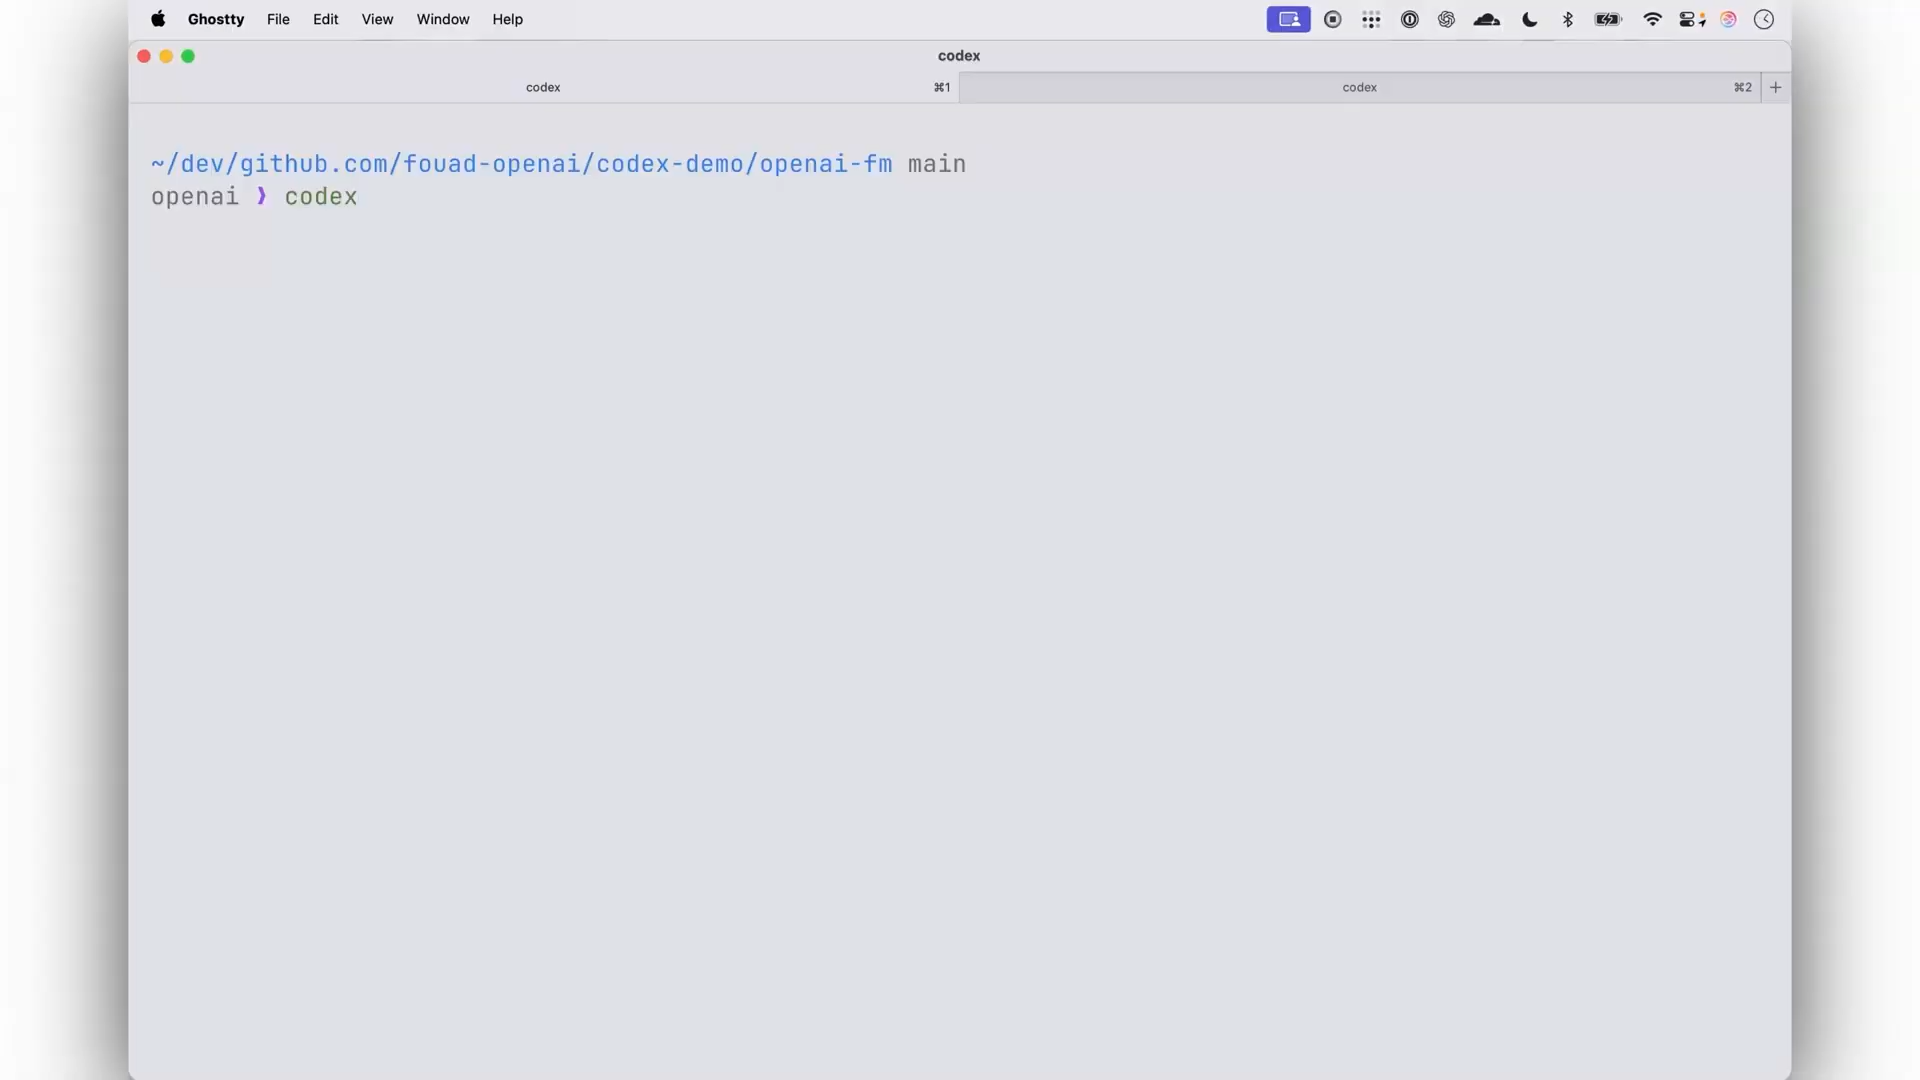 Ghostty File Edit View Window Help
codex
codex ⌘1 codex ⌘2 +
~/dev/github.com/fouad-openai/codex-demo/openai-fm main
openai ❯ codex